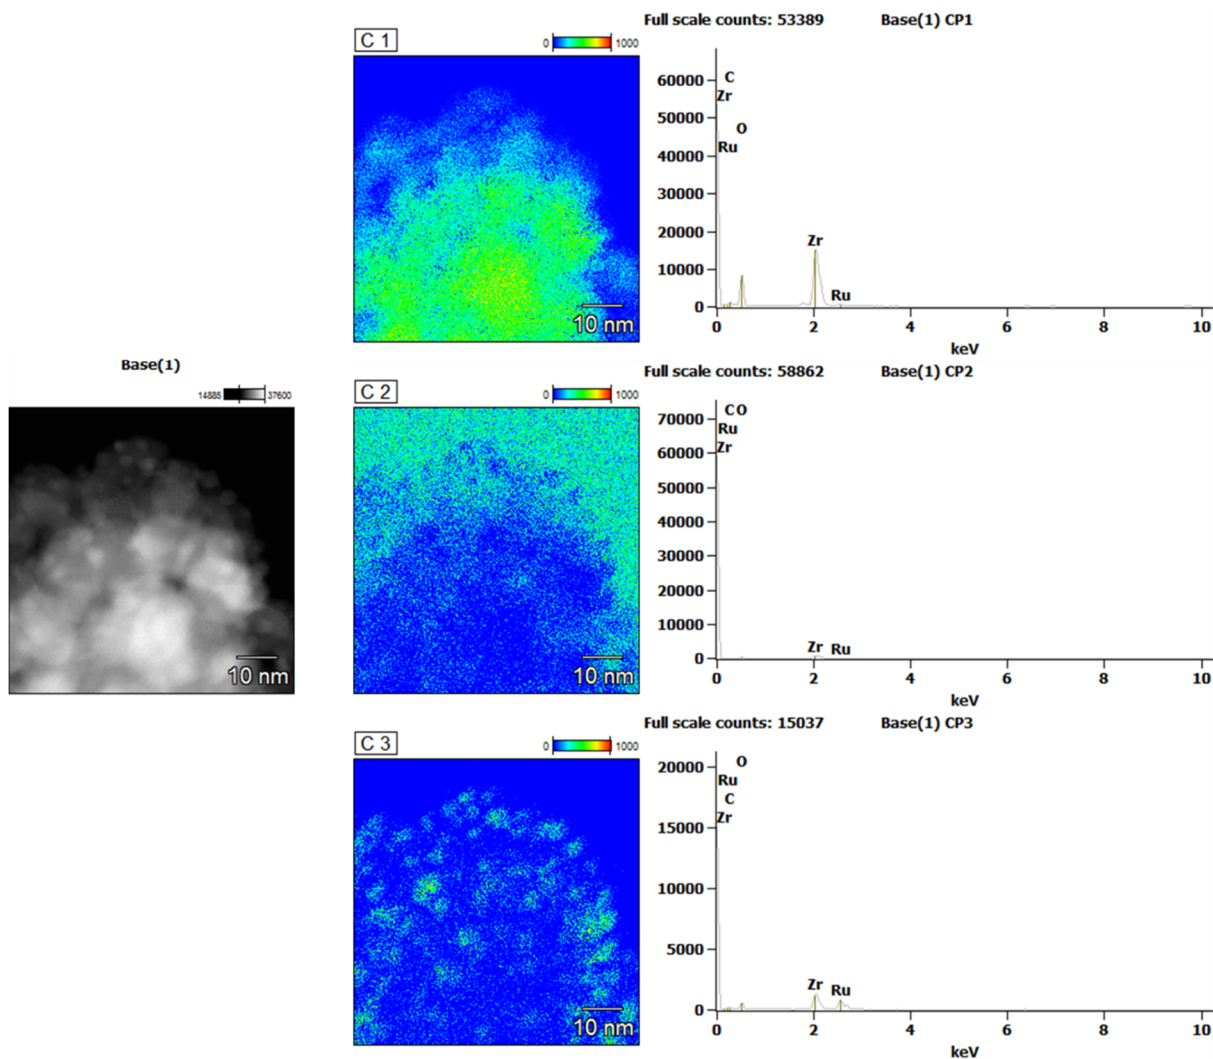 Full scale counts: 53389 Base(1) CP1
C 1
0 1000
10 nm
60000
50000
40000
30000
20000
10000
0
C
Zr
O
Ru
Zr
Ru
0 2 4 6 8 10
keV
Base(1)
14885 37600
10 nm
Full scale counts: 58862 Base(1) CP2
C 2
0 1000
10 nm
70000
60000
50000
40000
30000
20000
10000
0
C O
Ru
Zr
Zr Ru
0 2 4 6 8 10
keV
Full scale counts: 15037 Base(1) CP3
C 3
0 1000
10 nm
20000
15000
10000
5000
0
O
Ru
C
Zr
Zr Ru
0 2 4 6 8 10
keV